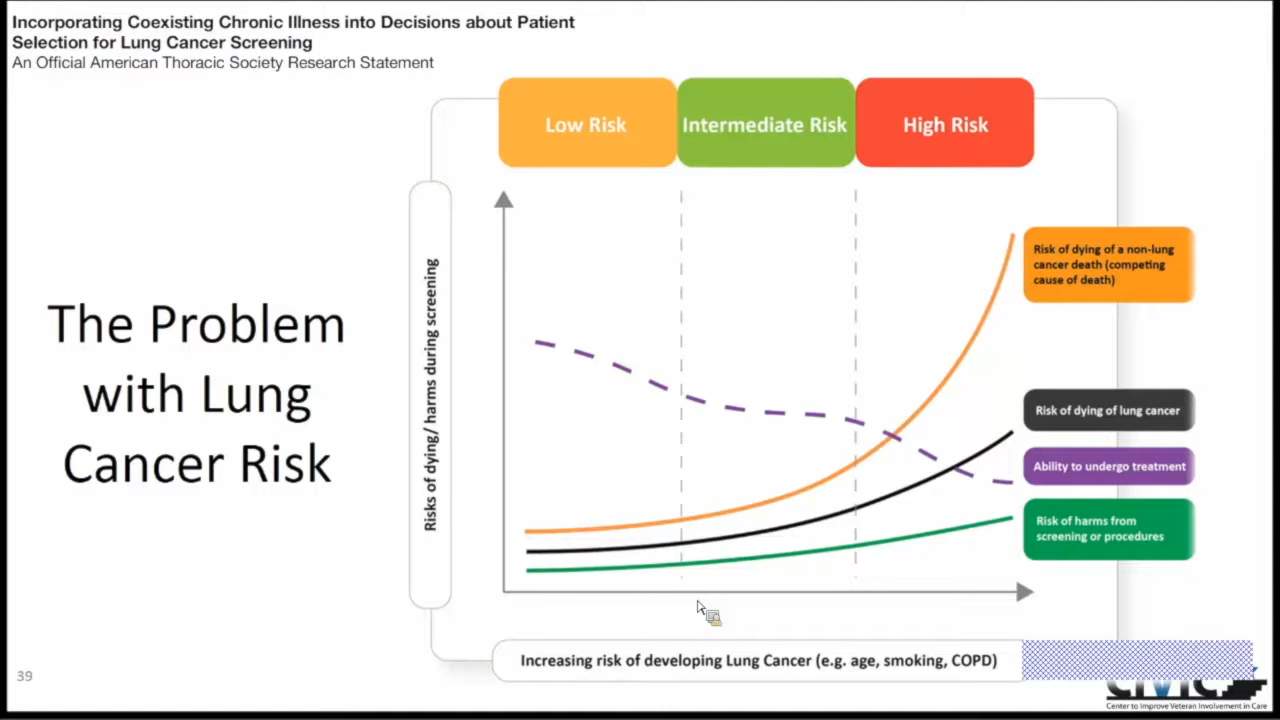 Incorporating Coexisting Chronic Illness into Decisions about Patient
Selection for Lung Cancer Screening
An Official American Thoracic Society Research Statement
Low Risk
Intermediate Risk
High Risk
The Problem
with Lung
Cancer Risk
Risks of dying/ harms during screening
Risk of dying of a non-lung
cancer death (competing
cause of death)
Risk of dying of lung cancer
Ability to undergo treatment
Risk of harms from
screening or procedures
Increasing risk of developing Lung Cancer (e.g. age, smoking, COPD)
39
CIVIC
Center to Improve Veteran Involvement in Care